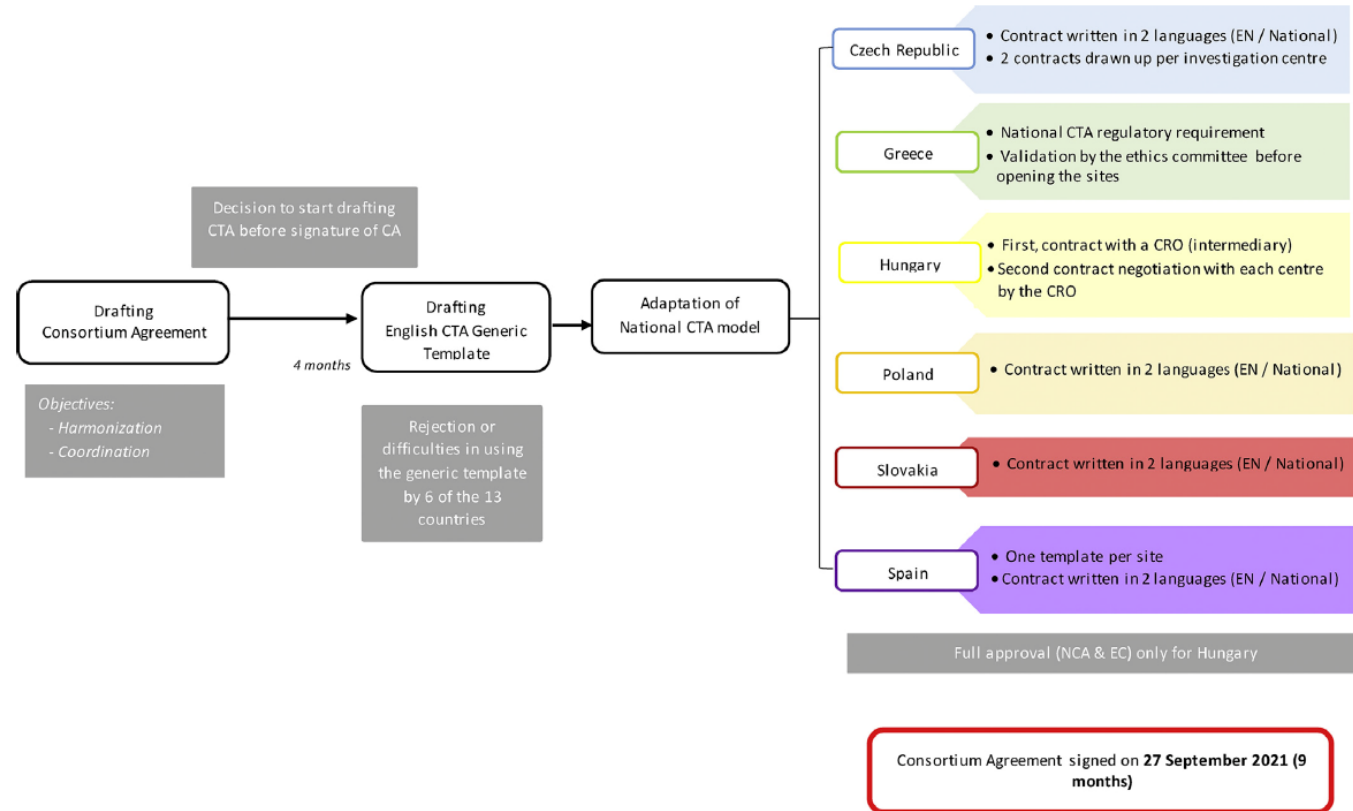 Decision to start drafting
CTA before signature of CA
Drafting
Consortium Agreement
4 months
Objectives:
- Harmonization
- Coordination
Drafting
English CTA Generic
Template
Rejection or
difficulties in using
the generic template
by 6 of the 13
countries
Adaptation of
National CTA model
Czech Republic
• Contract written in 2 languages (EN / National)
• 2 contracts drawn up per investigation centre
Greece
• National CTA regulatory requirement
• Validation by the ethics committee before
opening the sites
Hungary
• First, contract with a CRO (intermediary)
• Second contract negotiation with each centre
by the CRO
Poland
• Contract written in 2 languages (EN / National)
Slovakia
• Contract written in 2 languages (EN / National)
Spain
• One template per site
• Contract written in 2 languages (EN / National)
Full approval (NCA & EC) only for Hungary
Consortium Agreement signed on 27 September 2021 (9
months)